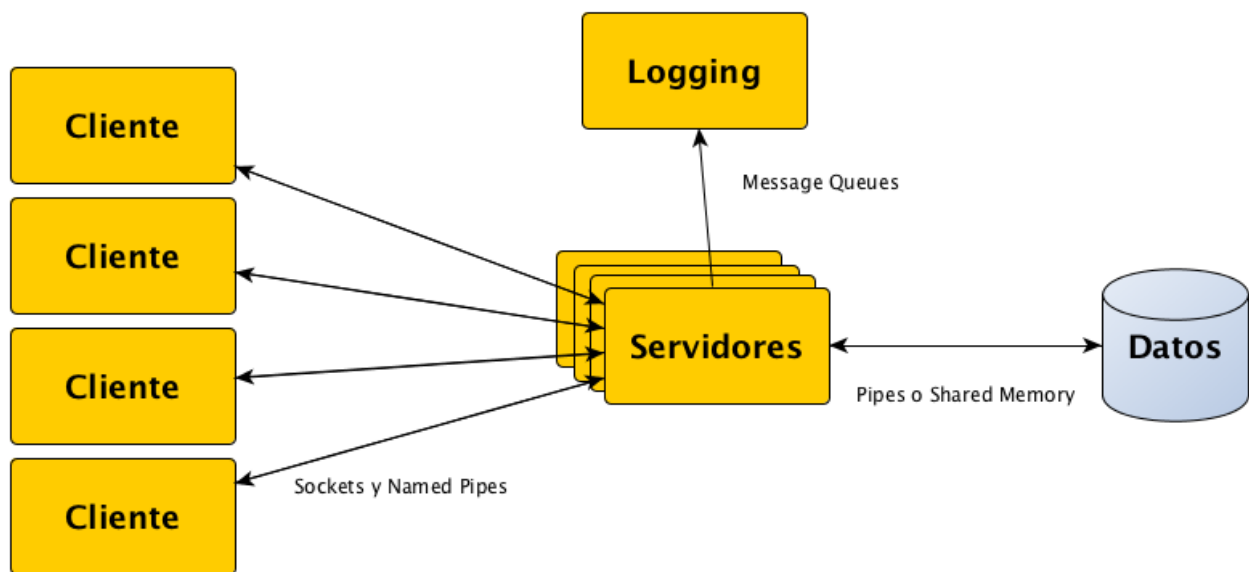 Logging
Cliente
Message Queues
Cliente
Servidores
Datos
Cliente
Pipes o Shared Memory
Sockets y Named Pipes
Cliente